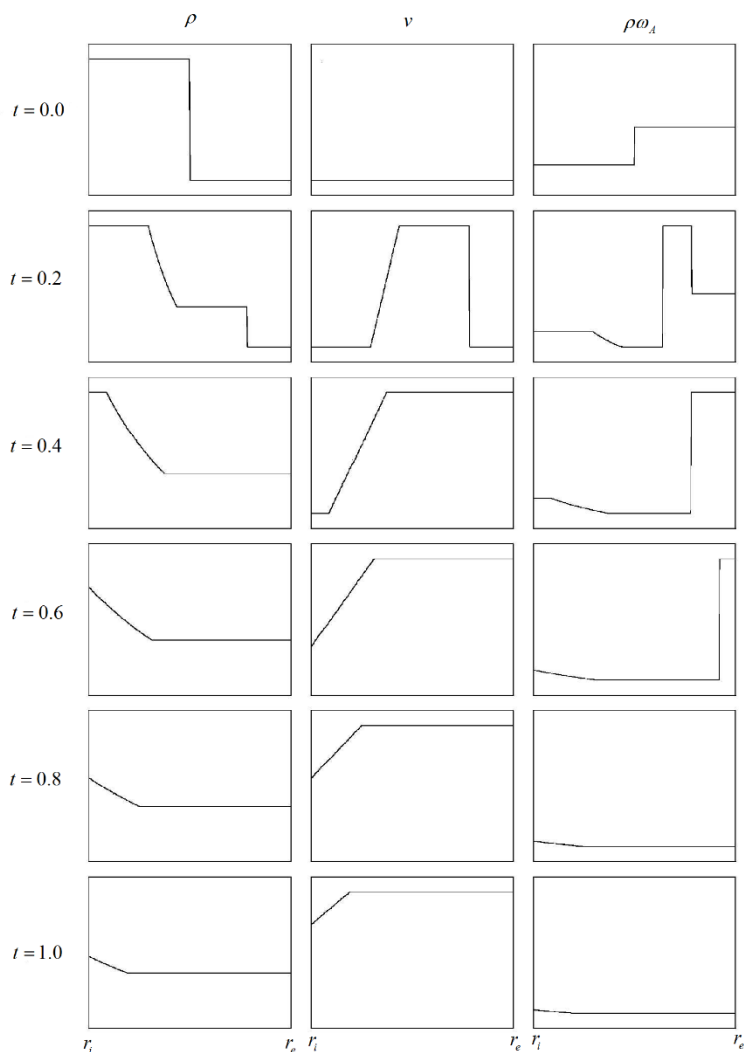 ρ v ρω_A
t = 0.0
t = 0.2
t = 0.4
t = 0.6
t = 0.8
t = 1.0
r_i r_e r_i r_e r_i r_e